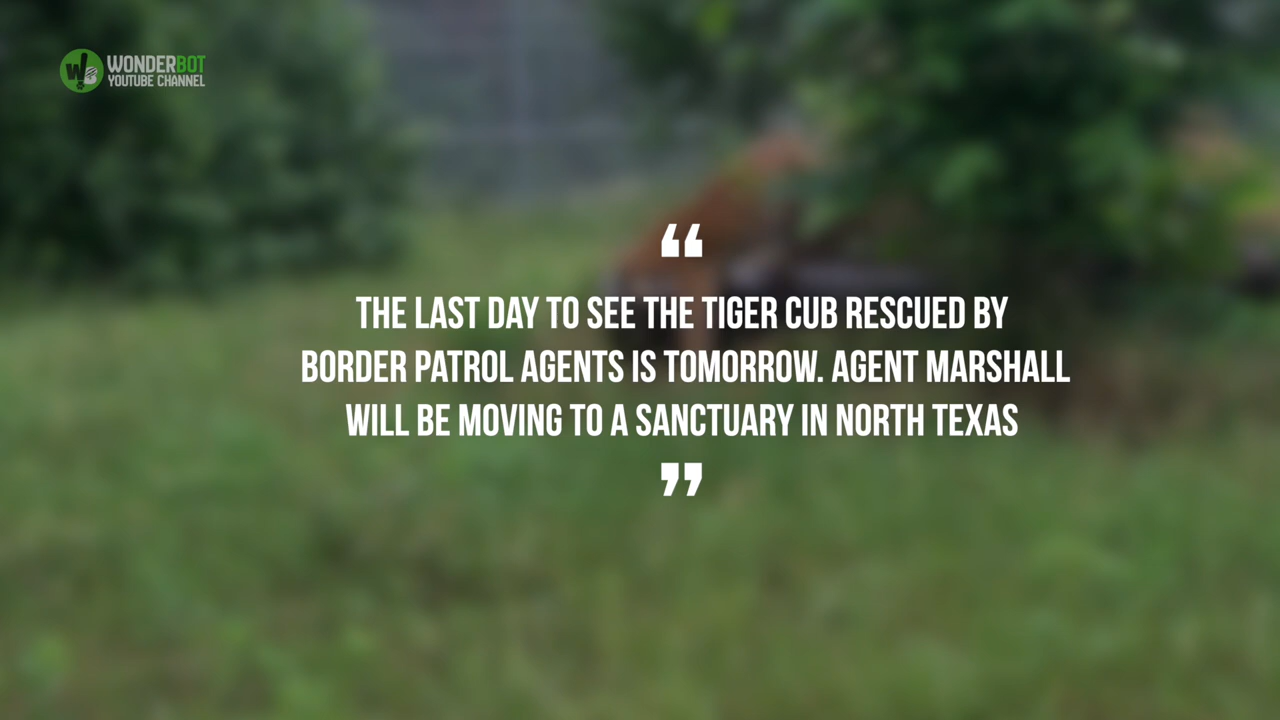 WONDERBOT
YOUTUBE CHANNEL
“
THE LAST DAY TO SEE THE TIGER CUB RESCUED BY
BORDER PATROL AGENTS IS TOMORROW. AGENT MARSHALL
WILL BE MOVING TO A SANCTUARY IN NORTH TEXAS
”